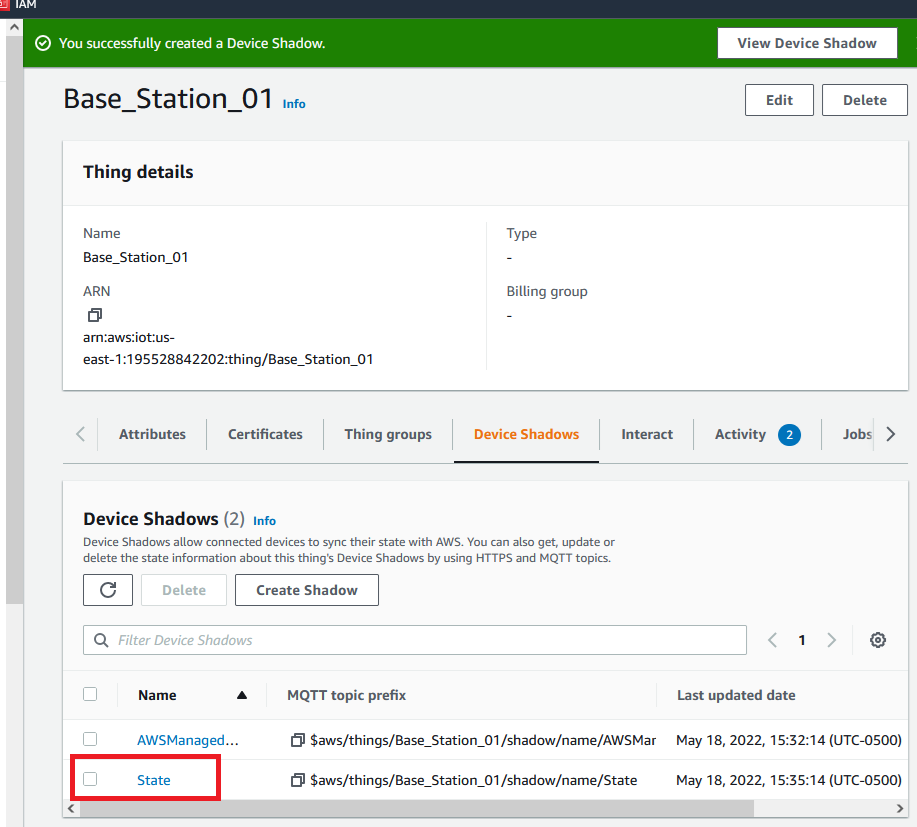 IAM
You successfully created a Device Shadow.
View Device Shadow
Base_Station_01 Info
Edit
Delete
Thing details
Name
Base_Station_01
Type
-
ARN
arn:aws:iot:us-
east-1:195528842202:thing/Base_Station_01
Billing group
-
Attributes Certificates Thing groups Device Shadows Interact Activity 2 Jobs
Device Shadows (2) Info
Device Shadows allow connected devices to sync their state with AWS. You can also get, update or
delete the state information about this thing's Device Shadows by using HTTPS and MQTT topics.
Delete Create Shadow
Filter Device Shadows
1
Name MQTT topic prefix Last updated date
AWSManaged... $aws/things/Base_Station_01/shadow/name/AWSMar May 18, 2022, 15:32:14 (UTC-0500)
State $aws/things/Base_Station_01/shadow/name/State May 18, 2022, 15:35:14 (UTC-0500)